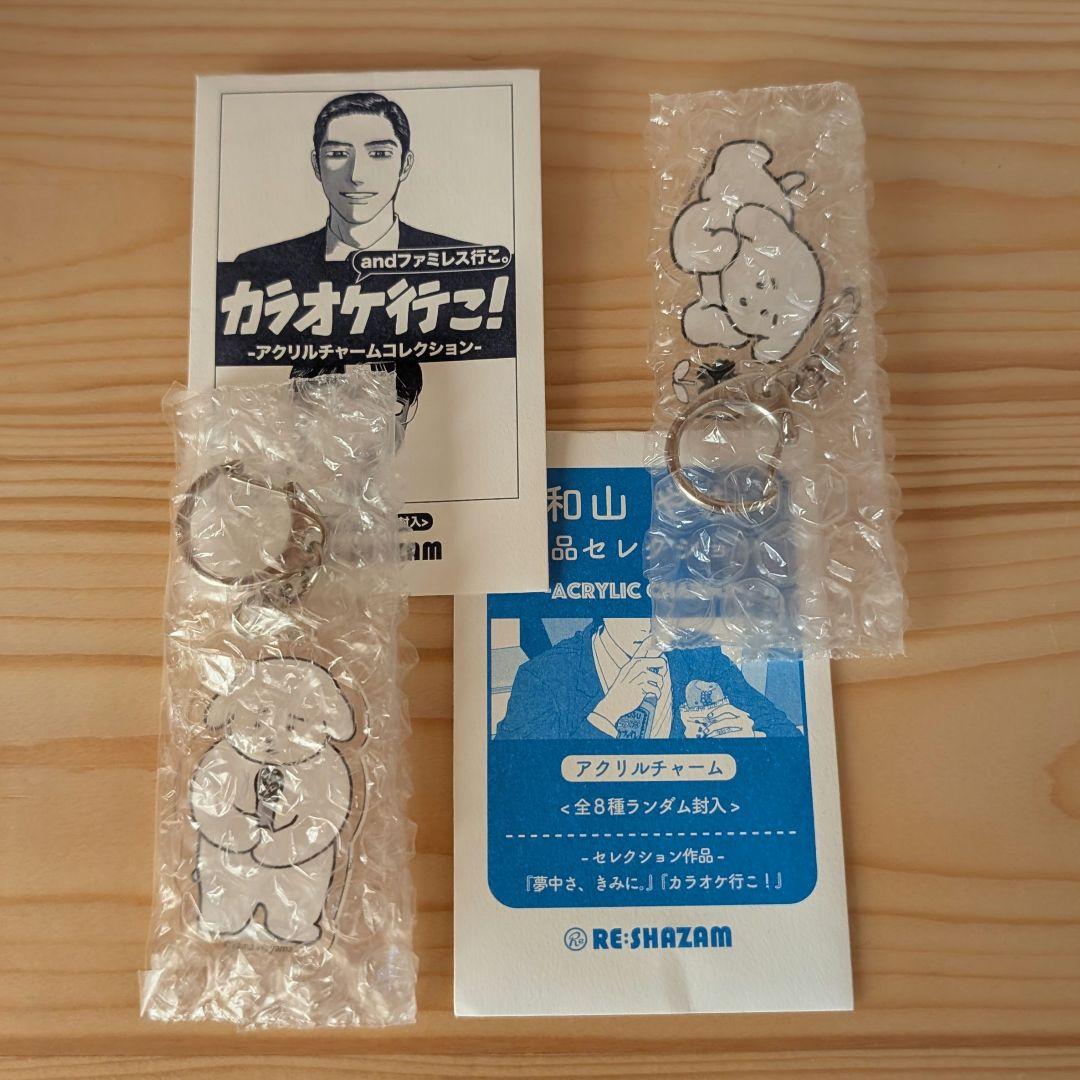 andファミレス行こ。
カラオケ行こ!
-アクリルチャームコレクション-
封入>
AM
和山
品セレクショ
-ACRYLIC
アクリルチャーム
<全8種ランダム封入>
-セレクション作品-
『夢中さ、きみに。』『カラオケ行こ!』
Re RE:SHAZAM